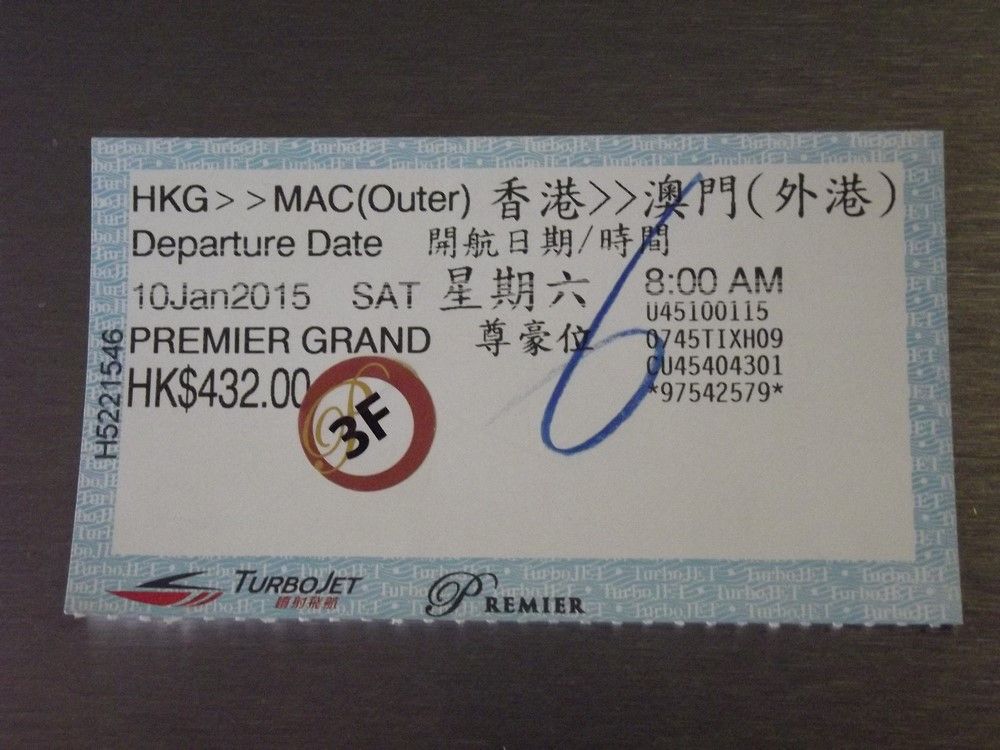 HKG>>MAC(Outer) 香港>>澳門(外港)
Departure Date 開航日期/時間
10Jan2015 SAT 星期六 8:00 AM
U45100115
PREMIER GRAND 尊豪位 0745TIXH09
CU45404301
HK$432.00 *97542579*
3F
6
H5221546
TURBOJET
噴射飛航
PREMIER